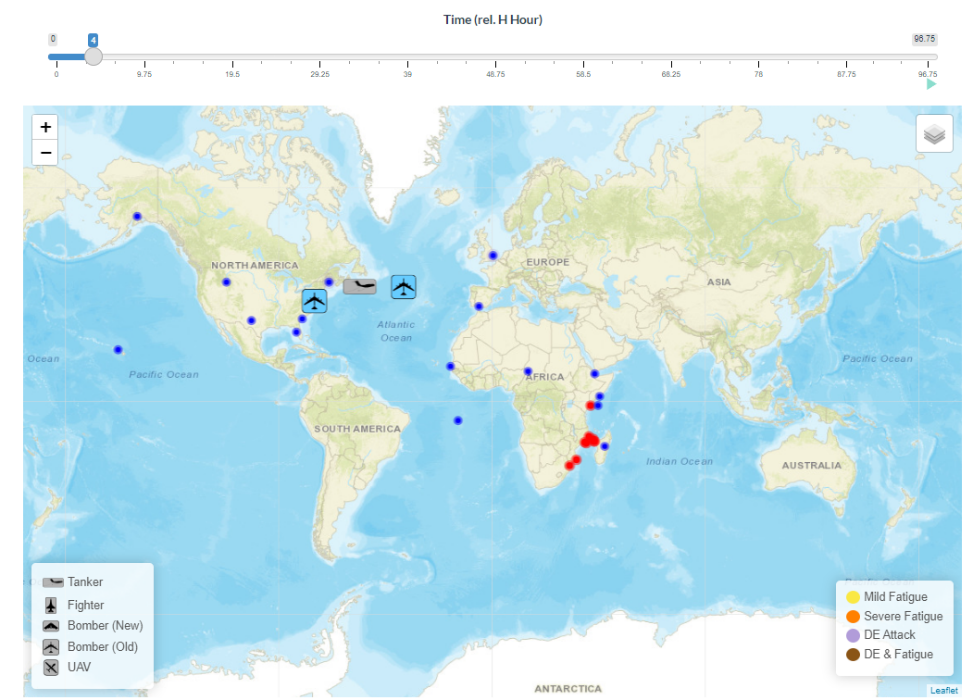 Time (rel. H Hour)
0
4
96.75
0
9.75
19.5
29.25
39
48.75
58.5
68.25
78
87.75
96.75
+
−
NORTH AMERICA
EUROPE
ASIA
Atlantic
Ocean
Ocean
Pacific Ocean
Pacific Ocean
AFRICA
SOUTH AMERICA
Indian Ocean
AUSTRALIA
Tanker
Fighter
Bomber (New)
Bomber (Old)
UAV
Mild Fatigue
Severe Fatigue
DE Attack
DE & Fatigue
ANTARCTICA
Leaflet